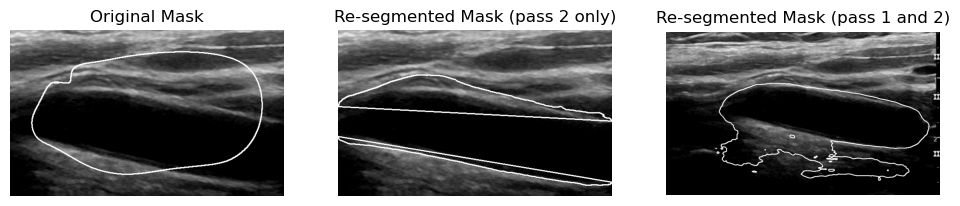 Original Mask
Re-segmented Mask (pass 2 only)
Re-segmented Mask (pass 1 and 2)